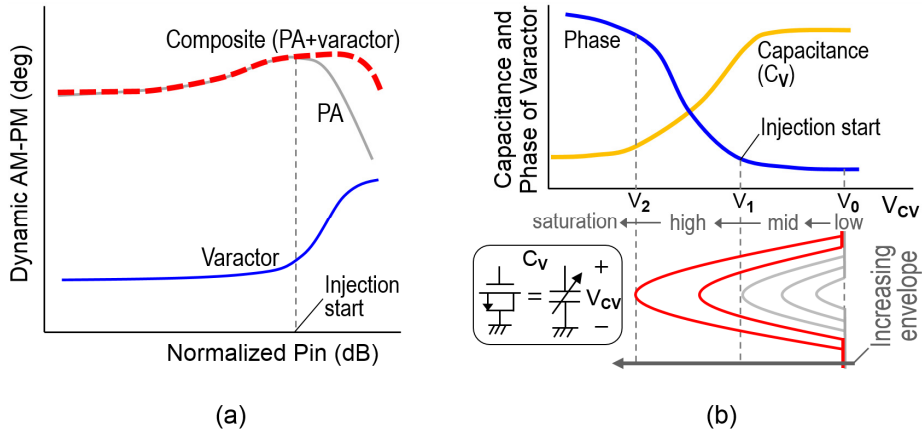 Dynamic AM-PM (deg)
Composite (PA+varactor)
PA
Varactor
Injection
start
Normalized Pin (dB)
(a)
Capacitance and
Phase of Varactor
Phase
Capacitance
(CV)
Injection start
V2
V1
V0
VCV
saturation
high
mid
low
CV
=
+
VCV
–
Increasing
envelope
(b)